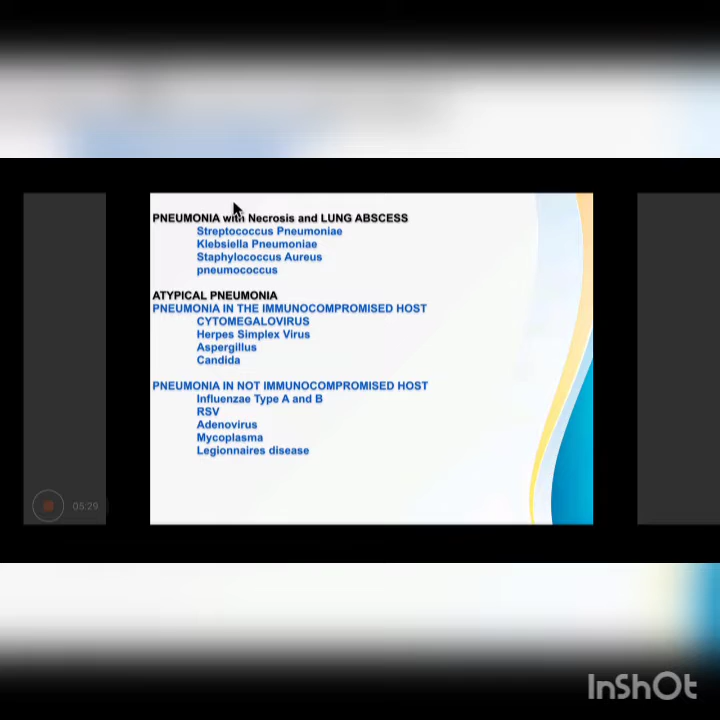 PNEUMONIA with Necrosis and LUNG ABSCESS
Streptococcus Pneumoniae
Klebsiella Pneumoniae
Staphylococcus Aureus
pneumococcus
ATYPICAL PNEUMONIA
PNEUMONIA IN THE IMMUNOCOMPROMISED HOST
CYTOMEGALOVIRUS
Herpes Simplex Virus
Aspergillus
Candida
PNEUMONIA IN NOT IMMUNOCOMPROMISED HOST
Influenzae Type A and B
RSV
Adenovirus
Mycoplasma
Legionnaires disease
05:29
InShOt